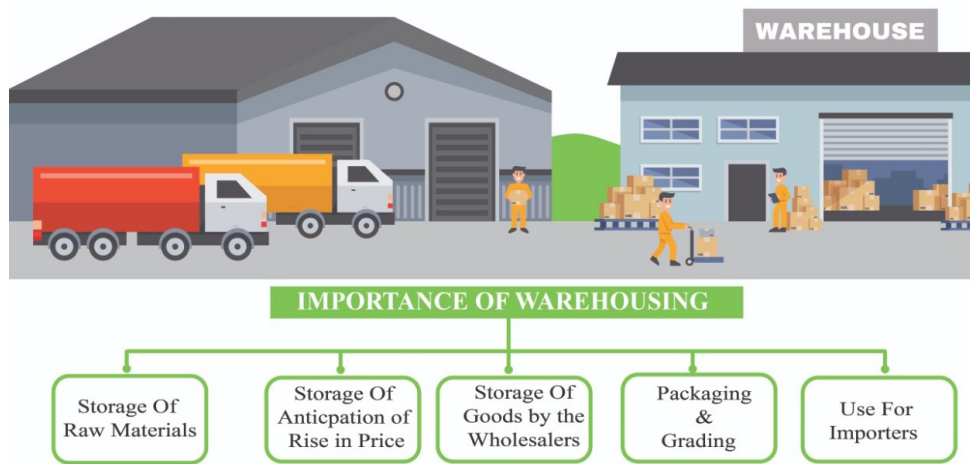 WAREHOUSE
IMPORTANCE OF WAREHOUSING
Storage Of
Raw Materials
Storage Of
Anticpation of
Rise in Price
Storage Of
Goods by the
Wholesalers
Packaging
&
Grading
Use For
Importers